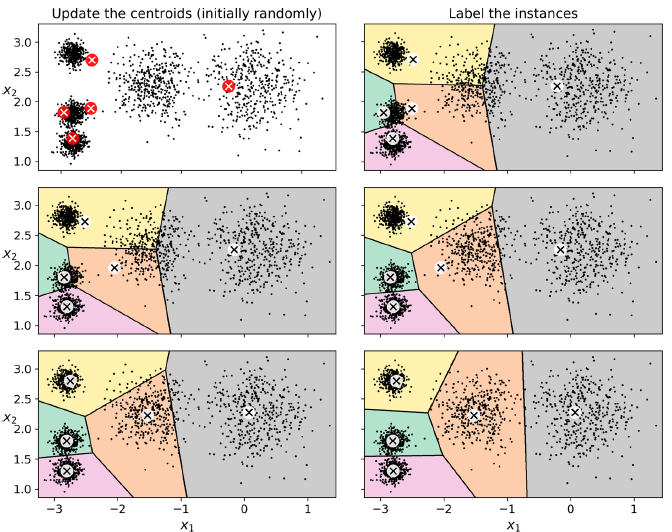 Update the centroids (initially randomly)
Label the instances
3.0
2.5
x2
2.0
1.5
1.0
3.0
2.5
x2
2.0
1.5
1.0
3.0
2.5
x2
2.0
1.5
1.0
−3 −2 −1 0 1
−3 −2 −1 0 1
x1
x1